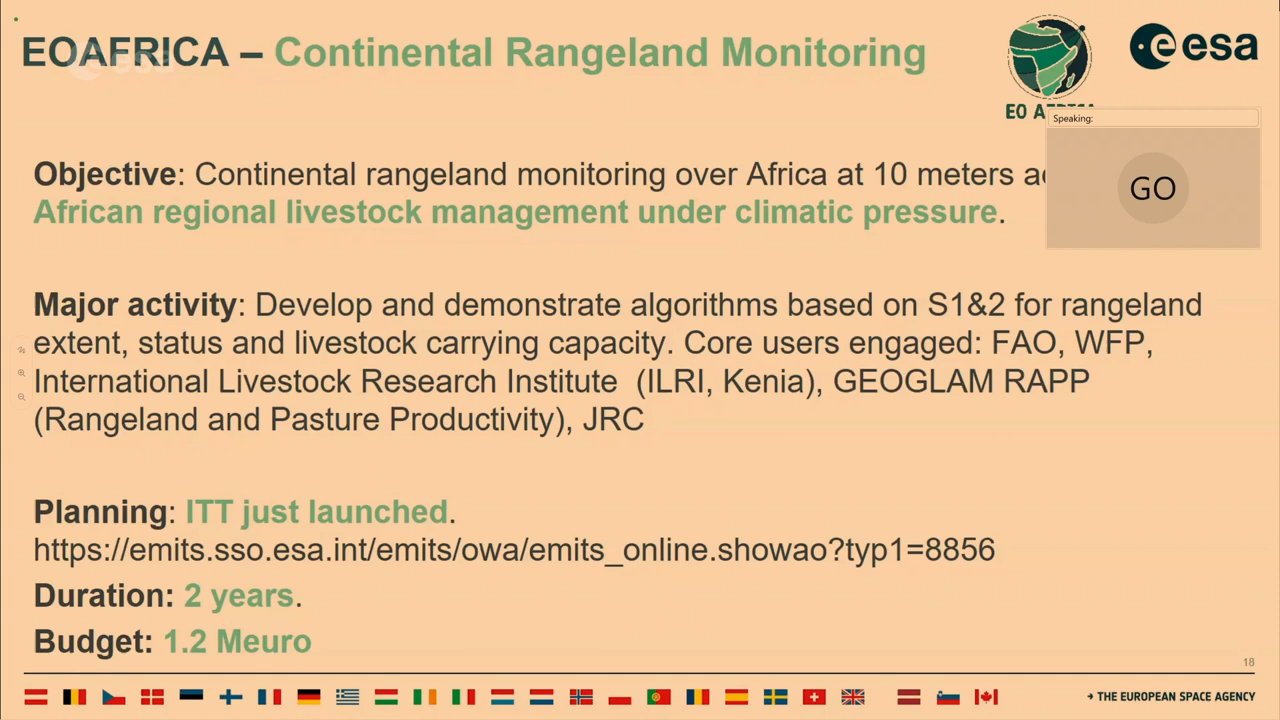 EOAFRICA – Continental Rangeland Monitoring
esa
esa
EO AFRICA
Speaking:
GO
Objective: Continental rangeland monitoring over Africa at 10 meters
African regional livestock management under climatic pressure.
Major activity: Develop and demonstrate algorithms based on S1&2 for rangeland
extent, status and livestock carrying capacity. Core users engaged: FAO, WFP,
International Livestock Research Institute (ILRI, Kenia), GEOGLAM RAPP
(Rangeland and Pasture Productivity), JRC
Planning: ITT just launched.
https://emits.sso.esa.int/emits/owa/emits_online.showao?typ1=8856
Duration: 2 years.
Budget: 1.2 Meuro
18
→ THE EUROPEAN SPACE AGENCY